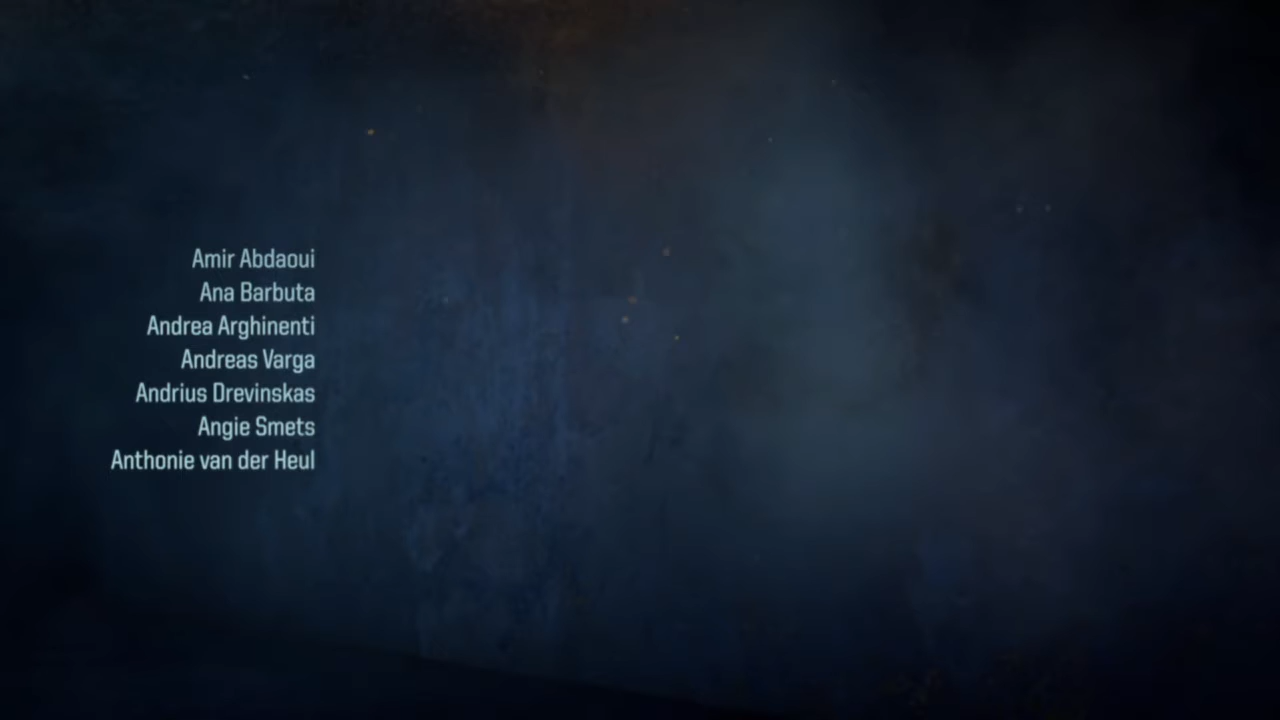 Amir Abdaoui
Ana Barbuta
Andrea Arghinenti
Andreas Varga
Andrius Drevinskas
Angie Smets
Anthonie van der Heul